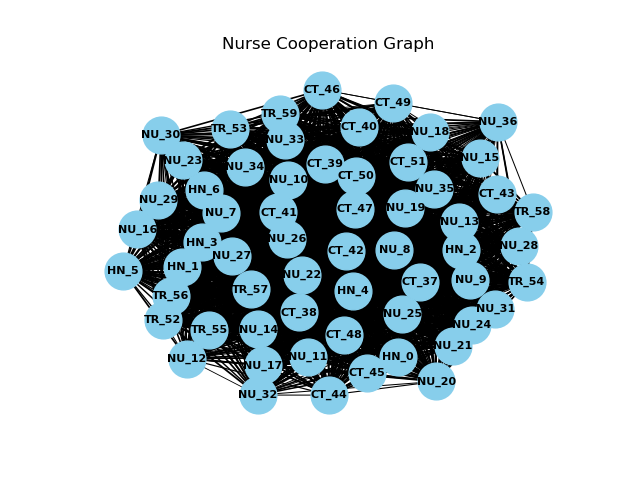 Nurse Cooperation Graph
CT_46
CT_49
TR_59
NU_36
CT_40
TR_53
NU_18
NU_30
NU_33
CT_51
NU_15
NU_23
CT_39
NU_34
CT_50
NU_10
NU_35
HN_6
CT_43
NU_29
CT_47
NU_19
TR_58
NU_7
CT_41
NU_13
NU_16
NU_26
HN_3
NU_28
CT_42
NU_8
HN_2
NU_27
HN_1
HN_5
NU_22
NU_9
CT_37
TR_54
TR_57
HN_4
TR_56
NU_31
CT_38
NU_25
TR_52
NU_24
TR_55
NU_14
CT_48
NU_21
NU_12
NU_11
HN_0
NU_17
CT_45
NU_20
NU_32
CT_44